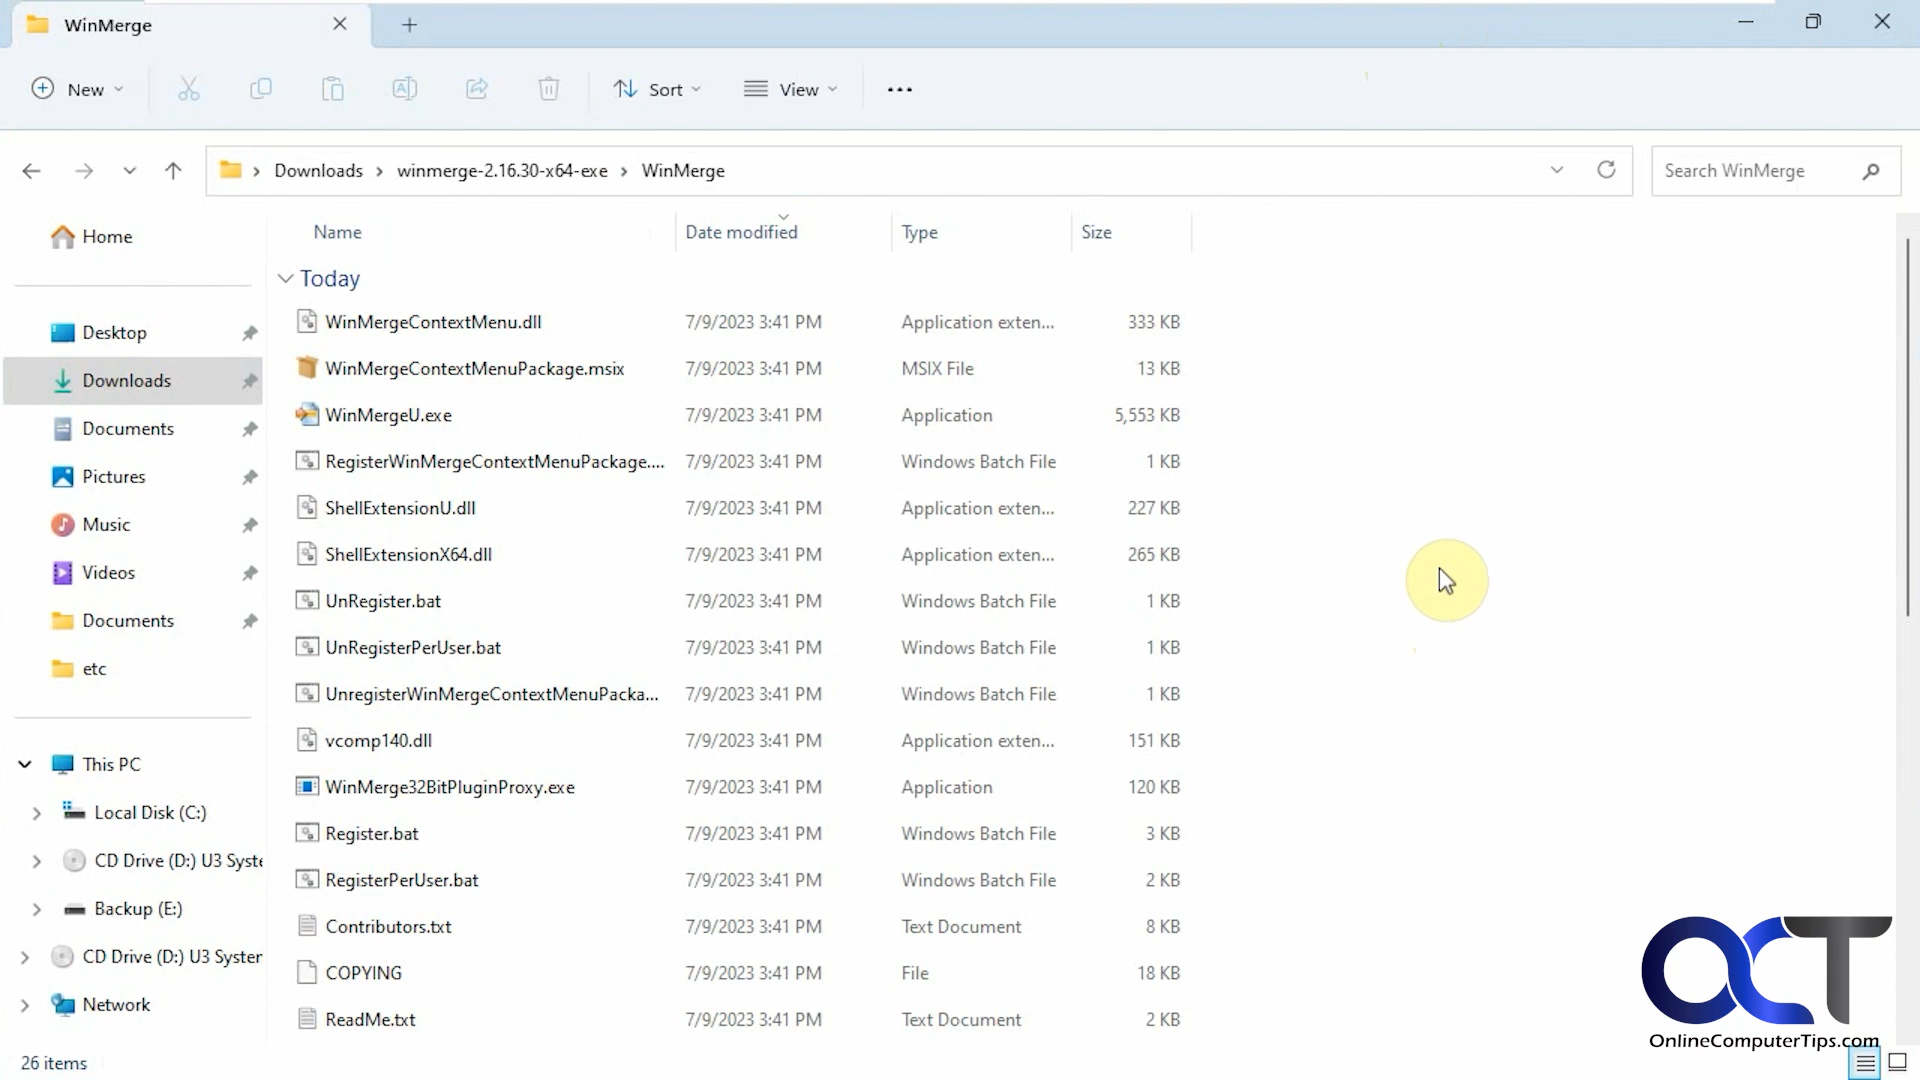 WinMerge
New
Sort
View
Downloads > winmerge-2.16.30-x64-exe > WinMerge
Search WinMerge
Home
Desktop
Downloads
Documents
Pictures
Music
Videos
Documents
etc
This PC
Local Disk (C:)
CD Drive (D:) U3 Syste
Backup (E:)
CD Drive (D:) U3 System
Network
Name Date modified Type Size
Today
WinMergeContextMenu.dll 7/9/2023 3:41 PM Application exten... 333 KB
WinMergeContextMenuPackage.msix 7/9/2023 3:41 PM MSIX File 13 KB
WinMergeU.exe 7/9/2023 3:41 PM Application 5,553 KB
RegisterWinMergeContextMenuPackage.... 7/9/2023 3:41 PM Windows Batch File 1 KB
ShellExtensionU.dll 7/9/2023 3:41 PM Application exten... 227 KB
ShellExtensionX64.dll 7/9/2023 3:41 PM Application exten... 265 KB
UnRegister.bat 7/9/2023 3:41 PM Windows Batch File 1 KB
UnRegisterPerUser.bat 7/9/2023 3:41 PM Windows Batch File 1 KB
UnregisterWinMergeContextMenuPacka... 7/9/2023 3:41 PM Windows Batch File 1 KB
vcomp140.dll 7/9/2023 3:41 PM Application exten... 151 KB
WinMerge32BitPluginProxy.exe 7/9/2023 3:41 PM Application 120 KB
Register.bat 7/9/2023 3:41 PM Windows Batch File 3 KB
RegisterPerUser.bat 7/9/2023 3:41 PM Windows Batch File 2 KB
Contributors.txt 7/9/2023 3:41 PM Text Document 8 KB
COPYING 7/9/2023 3:41 PM File 18 KB
ReadMe.txt 7/9/2023 3:41 PM Text Document 2 KB
26 items
OCT
OnlineComputerTips.com